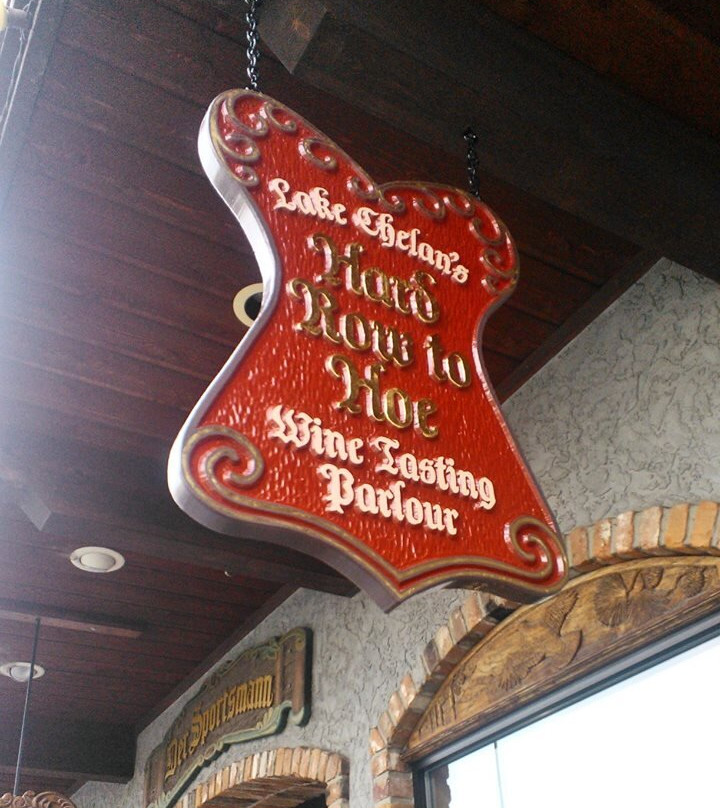 Lake Chelan's
Hard
Row to
Hoe
Wine Tasting
Parlour
Der Sportsmann